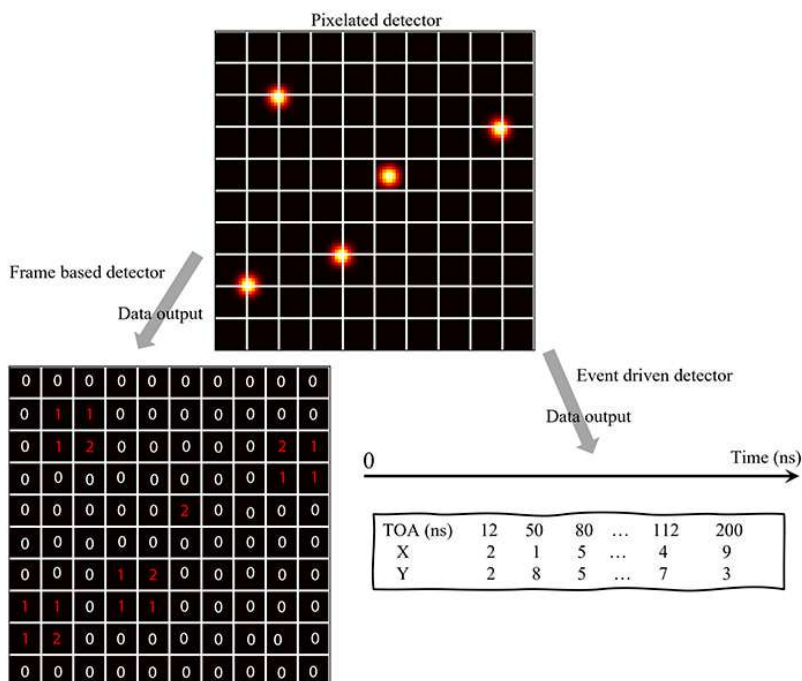 Pixelated detector
Frame based detector
Data output
Event driven detector
Data output
0 0 0 0 0 0 0 0 0 0
0 1 1 0 0 0 0 0 0 0
0 1 2 0 0 0 0 0 2 1
0 0 0 0 0 0 0 0 1 1
0 0 0 0 0 2 0 0 0 0
0 0 0 0 0 0 0 0 0 0
0 0 0 1 2 0 0 0 0 0
1 1 0 1 1 0 0 0 0 0
1 2 0 0 0 0 0 0 0 0
0 0 0 0 0 0 0 0 0 0
0 Time (ns)
TOA (ns) 12 50 80 ... 112 200
X 2 1 5 ... 4 9
Y 2 8 5 ... 7 3